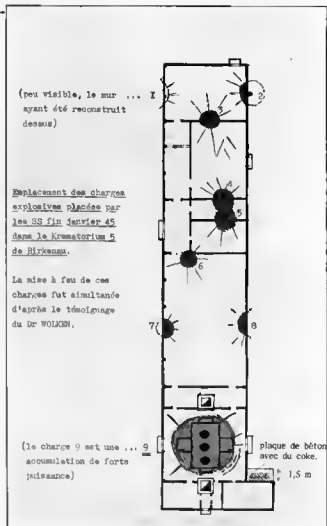 (peu visible, le mur ... I
ayant été reconstruit
dessus)
2
3
Emplacement des charges
explosives placées par
les SS fin janvier 45
dans le Krematorium 5
de Birkenau.
4
5
La mise à feu de ces
charges fut simultanée
d'après le témoignage
du Dr WOLKEN.
6
7
8
(la charge 9 est une ... 9
accumulation de forte
puissance)
plaque de béton
avec du coke.
1,5 m